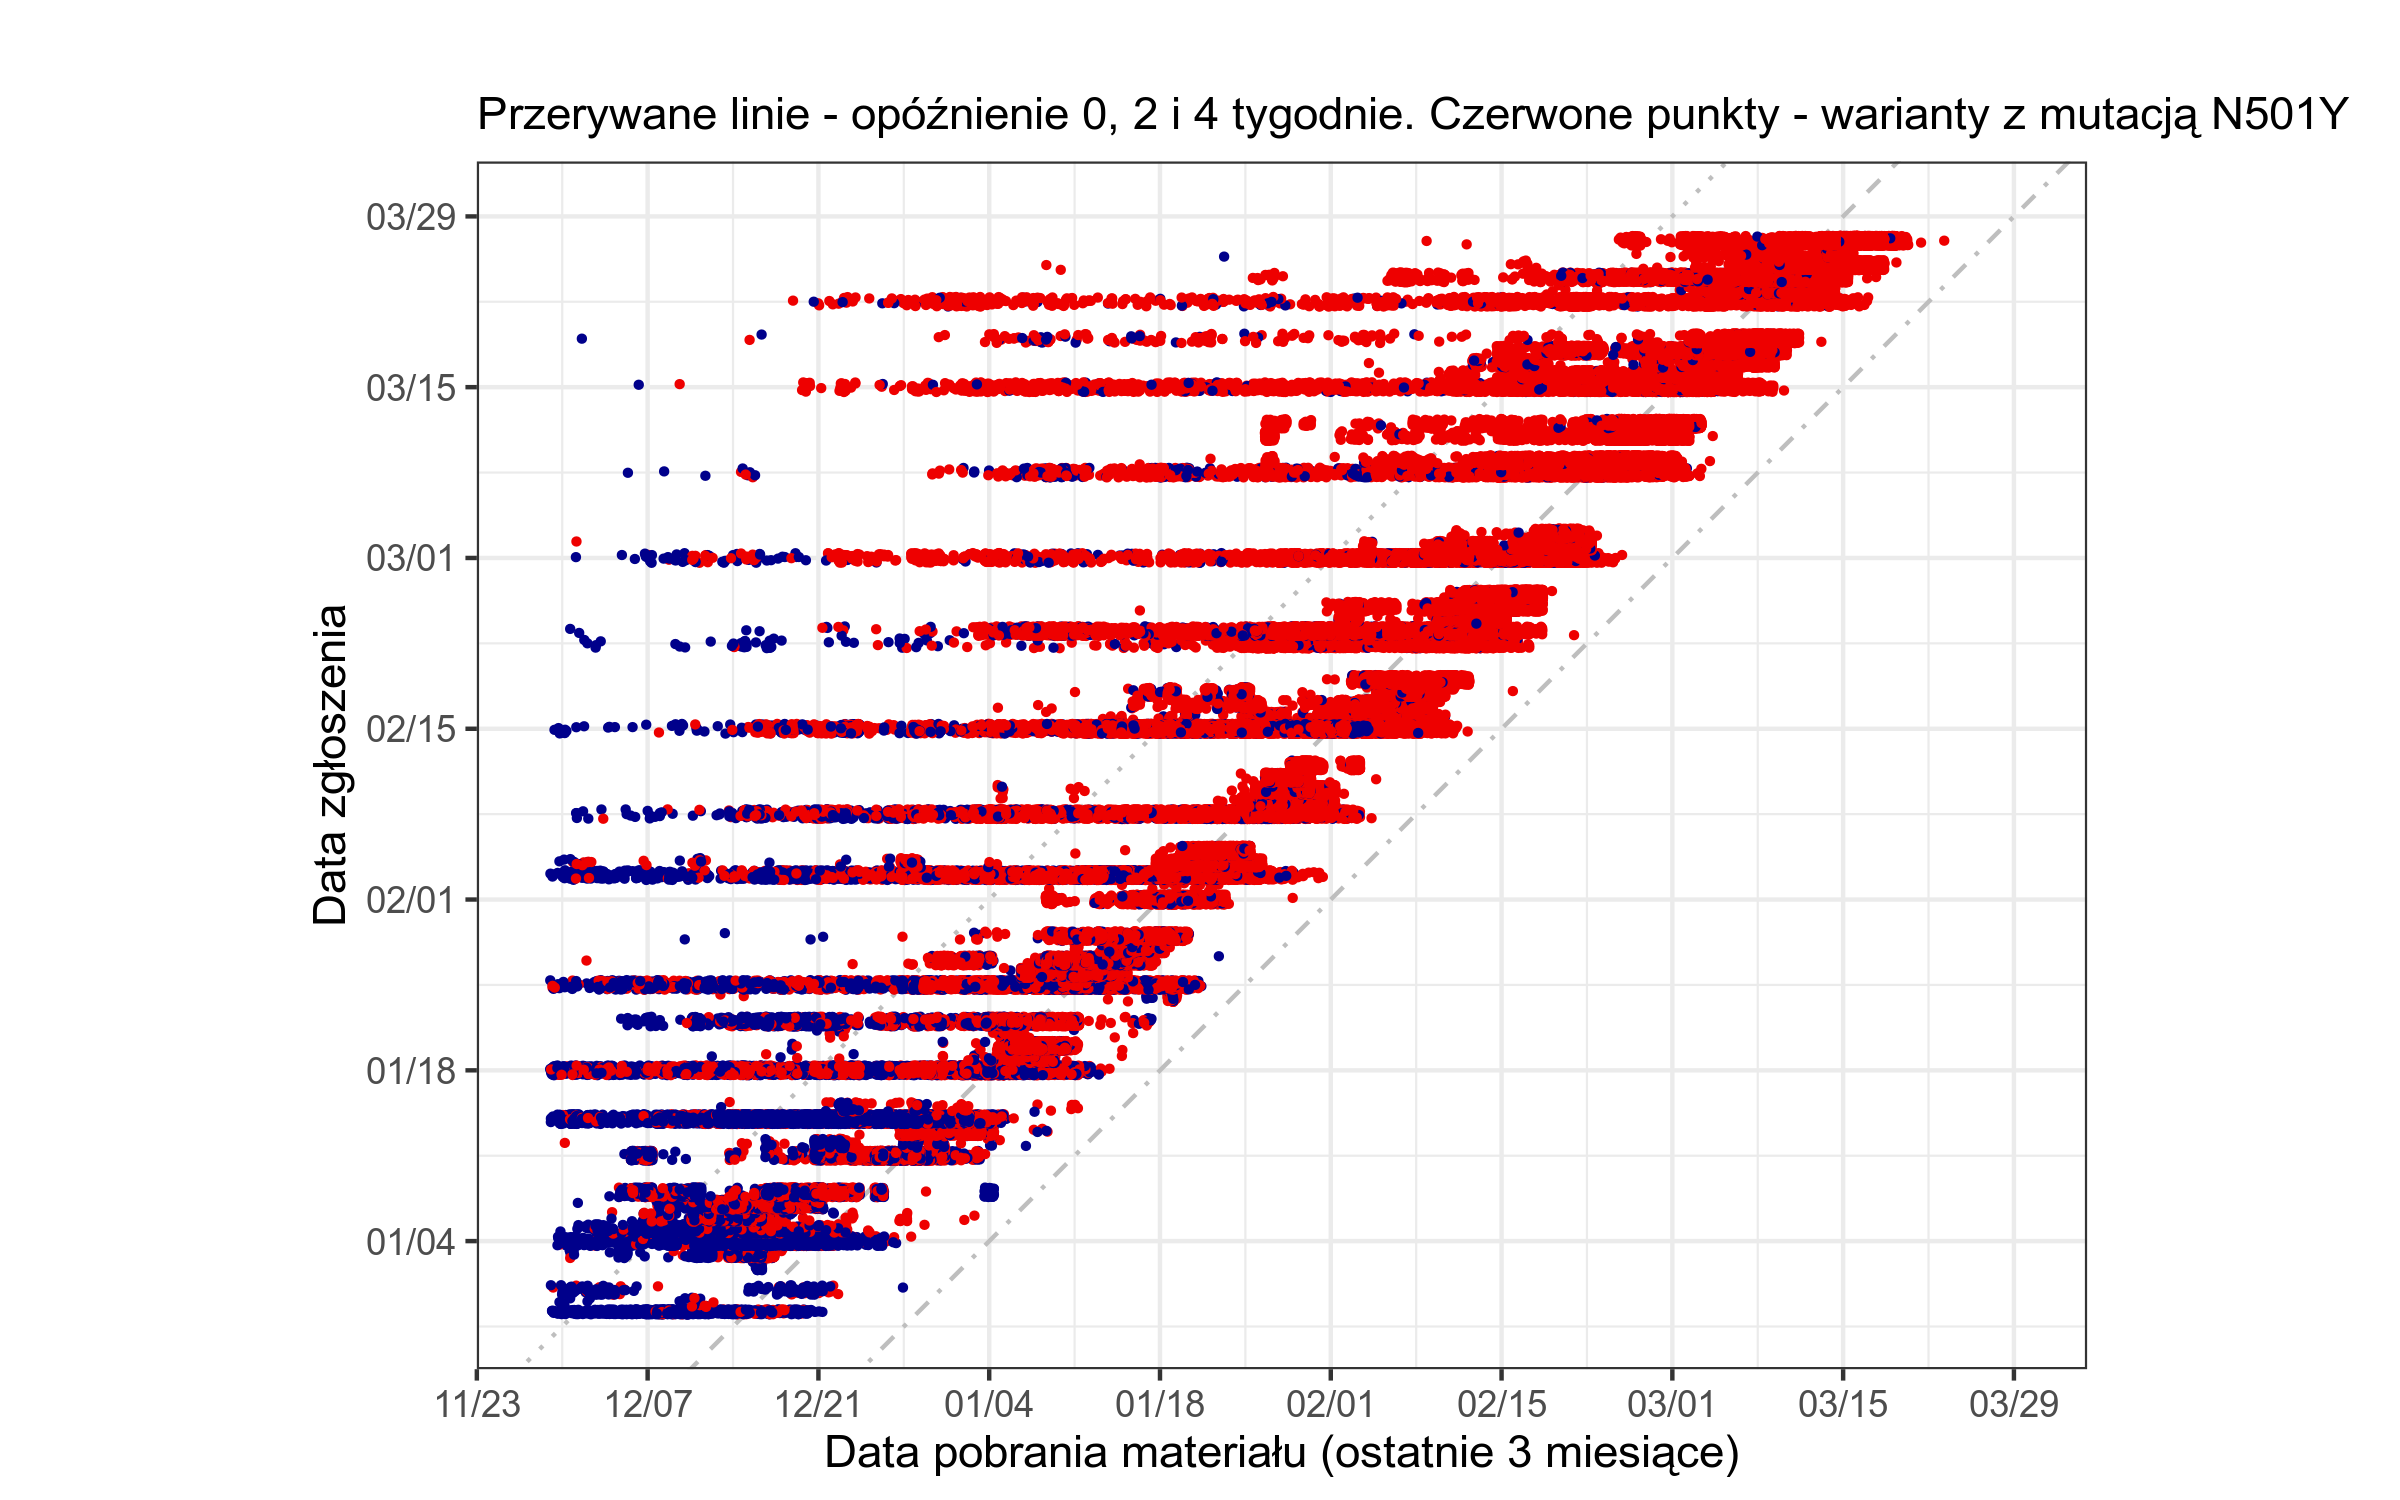 Przerywane linie - opóźnienie 0, 2 i 4 tygodnie. Czerwone punkty - warianty z mutacją N501Y
Data zgłoszenia
03/29
03/15
03/01
02/15
02/01
01/18
01/04
11/23 12/07 12/21 01/04 01/18 02/01 02/15 03/01 03/15 03/29
Data pobrania materiału (ostatnie 3 miesiące)